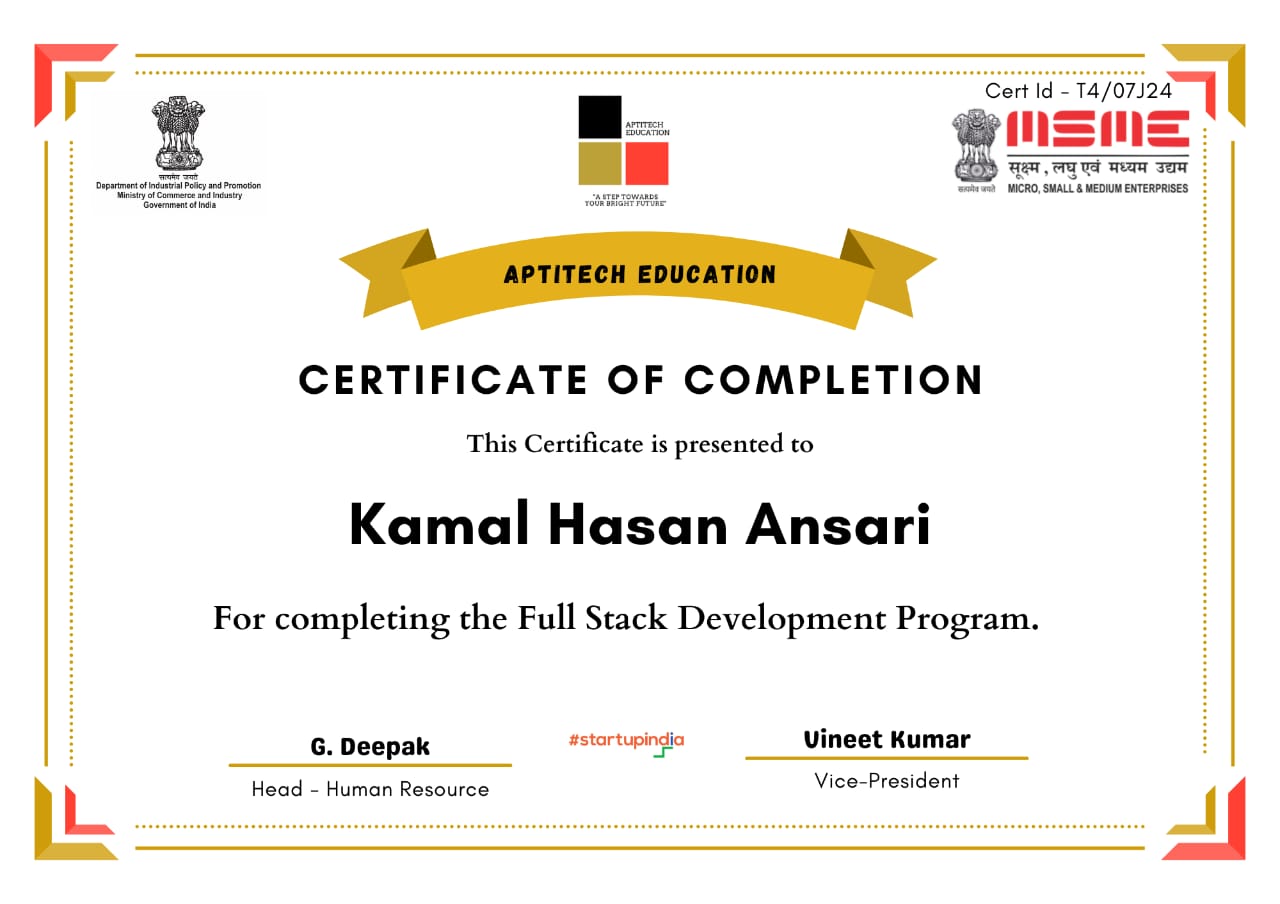 Cert Id - T4/07J24
सत्यमेव जयते
Department of Industrial Policy and Promotion
Ministry of Commerce and Industry
Government of India
APTITECH
EDUCATION
"A STEP TOWARDS
YOUR BRIGHT FUTURE"
MSME
सूक्ष्म, लघु एवं मध्यम उद्यम
सत्यमेव जयते
MICRO, SMALL & MEDIUM ENTERPRISES
APTITECH EDUCATION
CERTIFICATE OF COMPLETION
This Certificate is presented to
Kamal Hasan Ansari
For completing the Full Stack Development Program.
G. Deepak
Head - Human Resource
#startupindia
Vineet Kumar
Vice-President